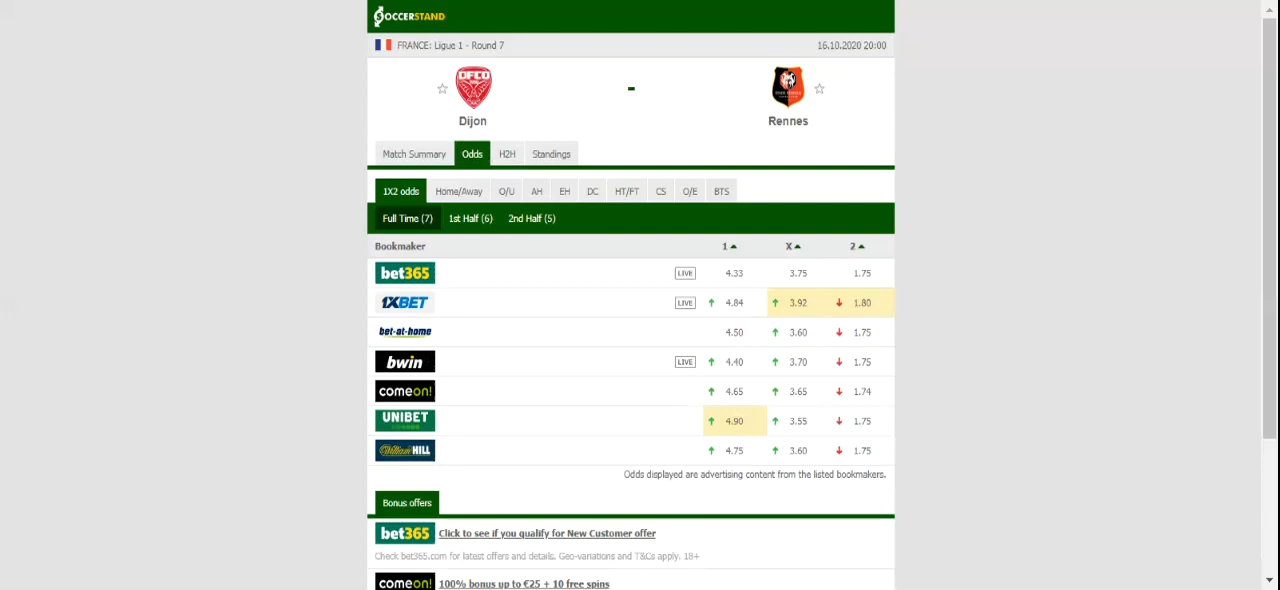 SOCCERSTAND
FRANCE: Ligue 1 - Round 7 16.10.2020 20:00
DFCO
-
Dijon Rennes
Match Summary Odds H2H Standings
1X2 odds Home/Away O/U AH EH DC HT/FT CS O/E BTS
Full Time (7) 1st Half (6) 2nd Half (5)
Bookmaker 1 X 2
bet365 LIVE 4.33 3.75 1.75
1XBET LIVE 4.84 3.92 1.80
bet-at-home 4.50 3.60 1.75
bwin LIVE 4.40 3.70 1.75
comeon! 4.65 3.65 1.74
UNIBET 4.90 3.55 1.75
William HILL 4.75 3.60 1.75
Odds displayed are advertising content from the listed bookmakers.
Bonus offers
bet365 Click to see if you qualify for New Customer offer
Check bet365.com for latest offers and details. Geo-variations and T&Cs apply. 18+
comeon! 100% bonus up to €25 + 10 free spins